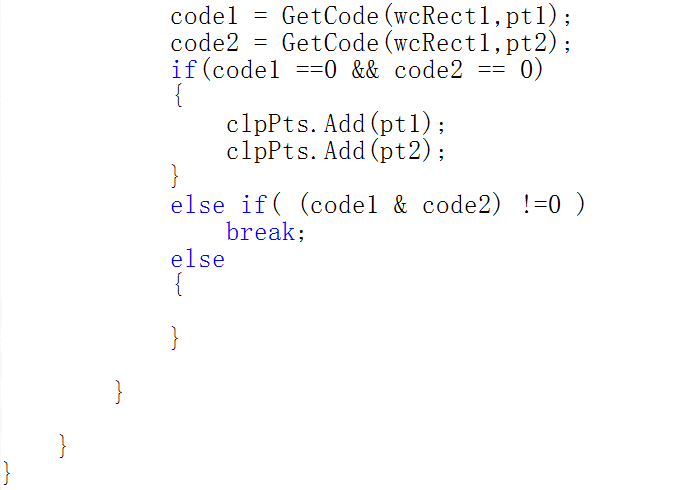 code1 = GetCode(wcRect1,pt1);
code2 = GetCode(wcRect1,pt2);
if(code1 ==0 && code2 == 0)
{
clpPts.Add(pt1);
clpPts.Add(pt2);
}
else if( (code1 & code2) !=0 )
break;
else
{
}
}
}
}